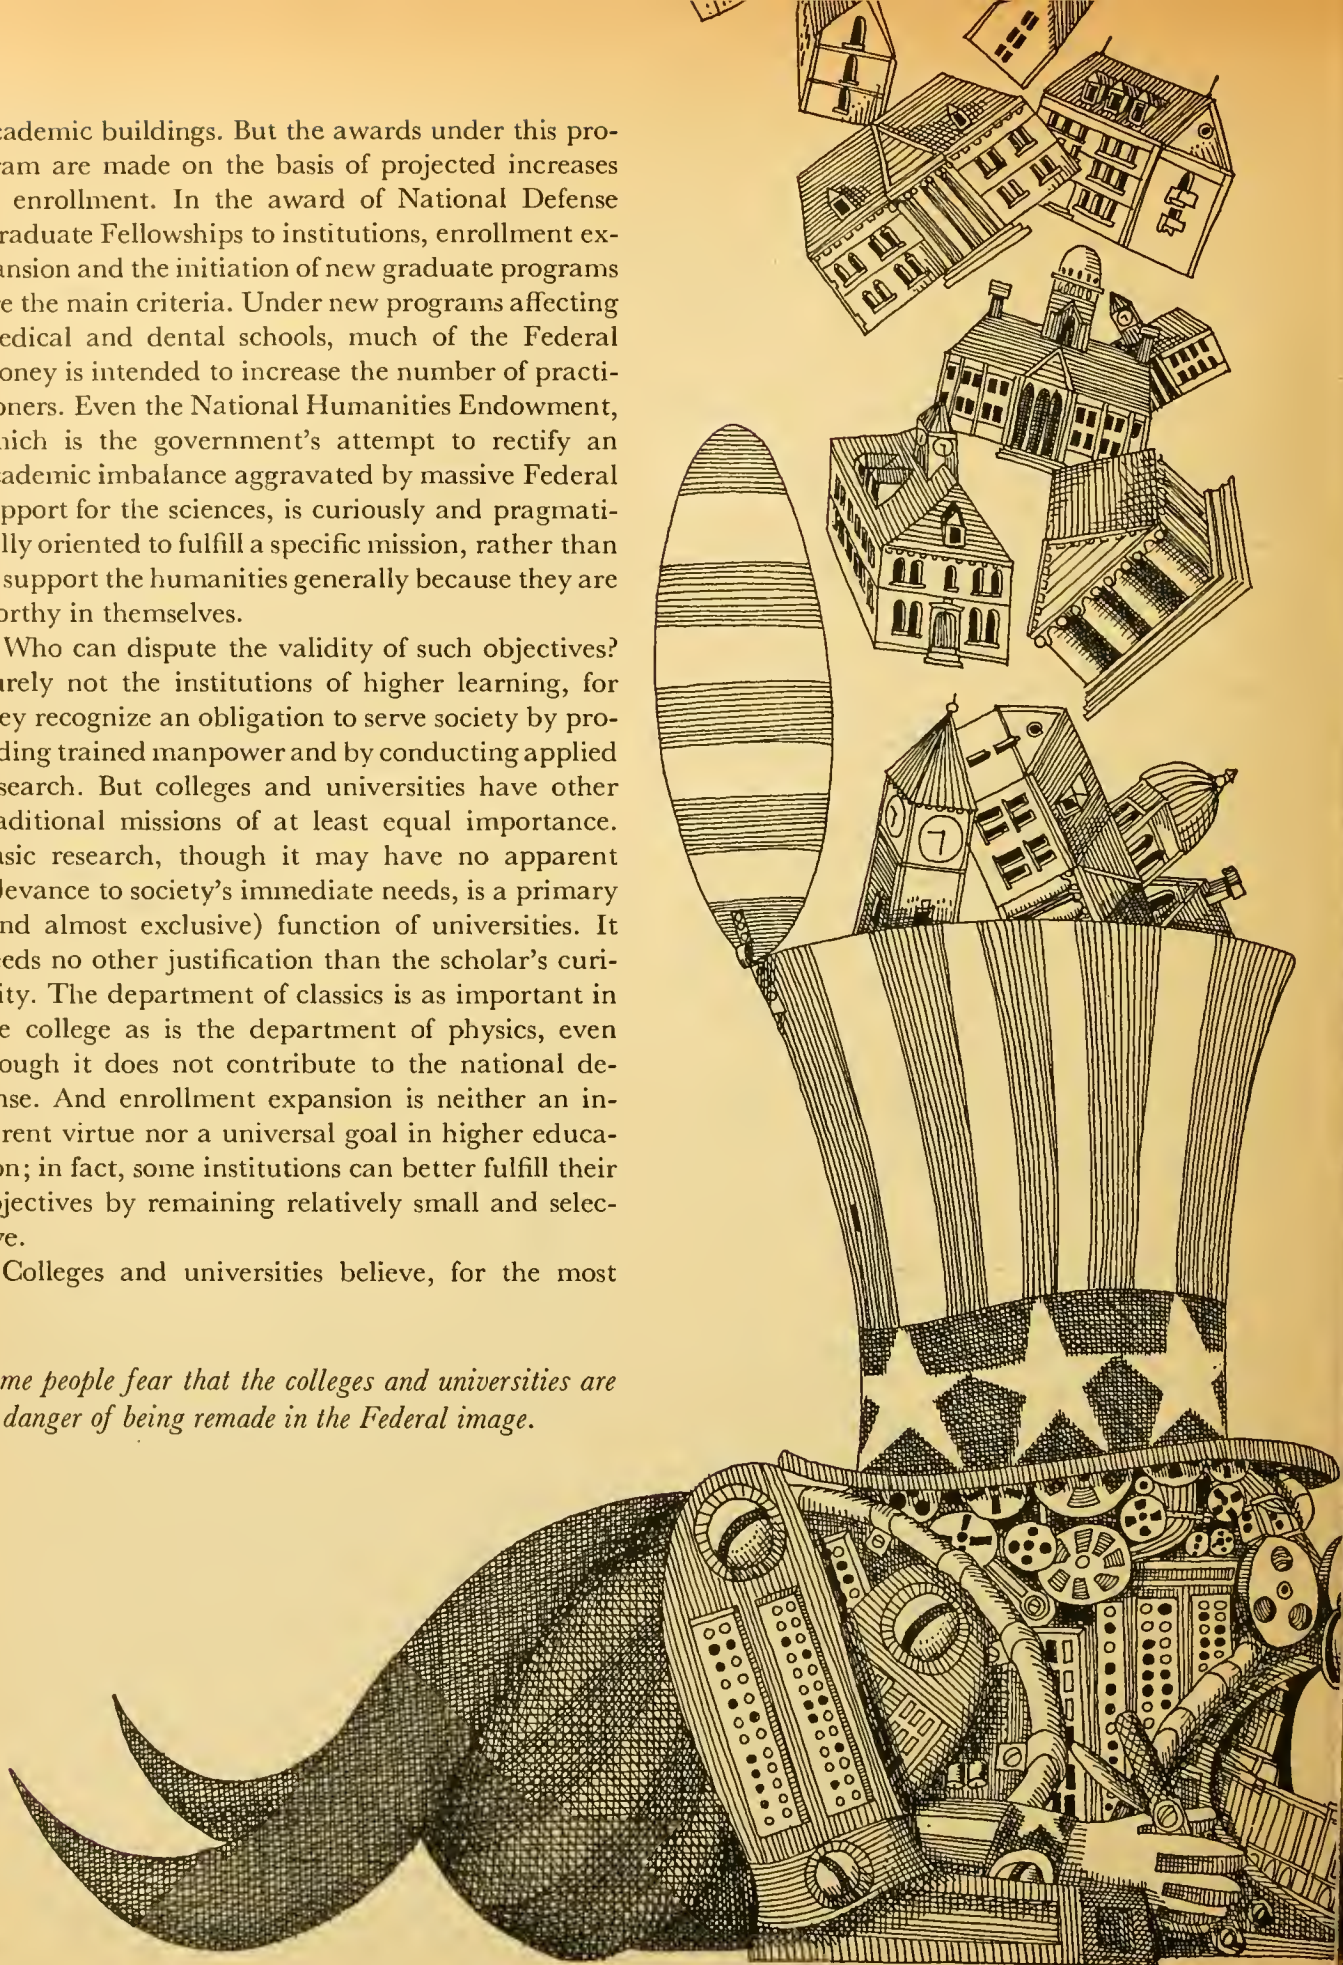 cademic buildings. But the awards under this pro-
ram are made on the basis of projected increases
enrollment. In the award of National Defense
raduate Fellowships to institutions, enrollment ex-
ansion and the initiation of new graduate programs
e the main criteria. Under new programs affecting
edical and dental schools, much of the Federal
oney is intended to increase the number of practi-
oners. Even the National Humanities Endowment,
hich is the government's attempt to rectify an
cademic imbalance aggravated by massive Federal
pport for the sciences, is curiously and pragmati-
lly oriented to fulfill a specific mission, rather than
support the humanities generally because they are
orthy in themselves.
Who can dispute the validity of such objectives?
urely not the institutions of higher learning, for
ey recognize an obligation to serve society by pro-
ding trained manpower and by conducting applied
search. But colleges and universities have other
aditional missions of at least equal importance.
asic research, though it may have no apparent
levance to society's immediate needs, is a primary
nd almost exclusive) function of universities. It
eds no other justification than the scholar's curi-
ity. The department of classics is as important in
e college as is the department of physics, even
ough it does not contribute to the national de-
nse. And enrollment expansion is neither an in-
rent virtue nor a universal goal in higher educa-
on; in fact, some institutions can better fulfill their
jectives by remaining relatively small and selec-
ve.
Colleges and universities believe, for the most
me people fear that the colleges and universities are
danger of being remade in the Federal image.